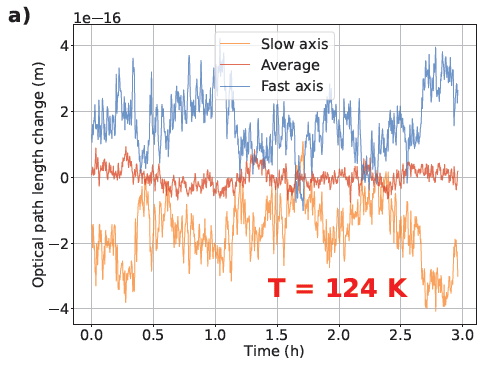 a)
1e−16
Slow axis
Average
Fast axis
Optical path length change (m)
4
2
0
−2
−4
T = 124 K
0.0 0.5 1.0 1.5 2.0 2.5 3.0
Time (h)